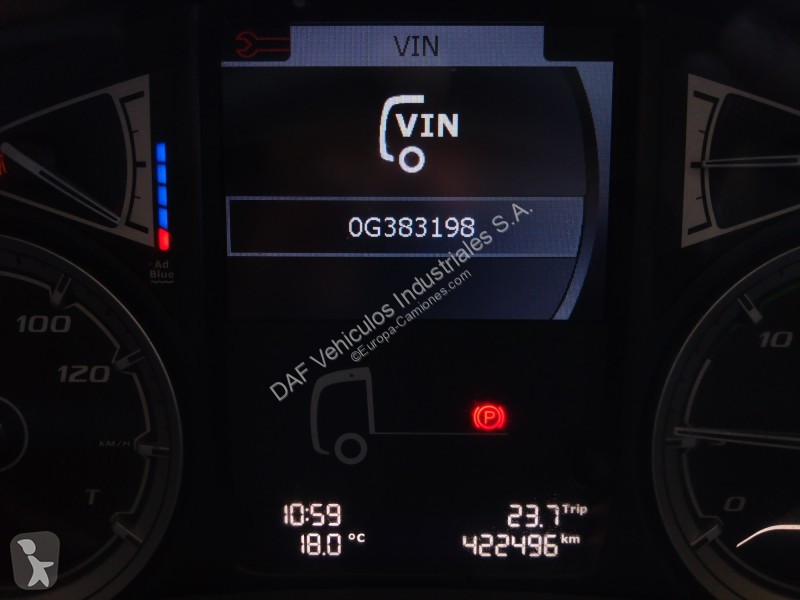 VIN
VIN
0G383198
DAF Vehiculos Industriales S.A.
©Europa-Camiones.com
Ad
Blue
100
120
KM/H
T
10
0
P
10:59
23.7 Trip
18.0 °C
422496 km